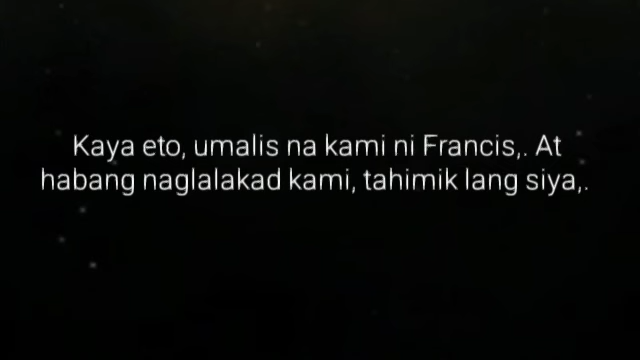 Kaya eto, umalis na kami ni Francis,. At
habang naglalakad kami, tahimik lang siya,.